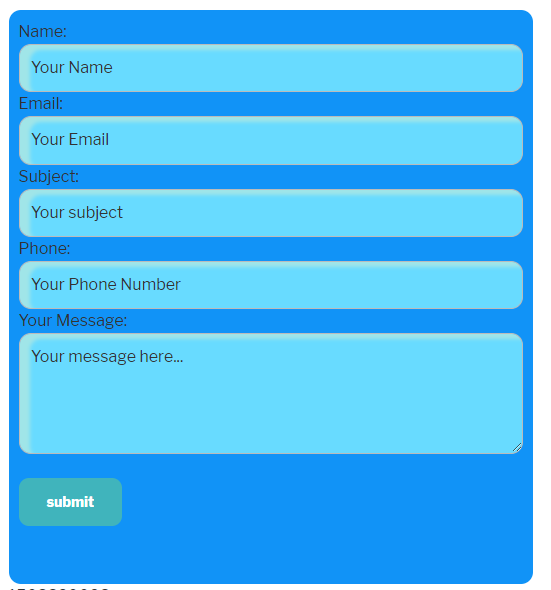 Name:
Your Name
Email:
Your Email
Subject:
Your subject
Phone:
Your Phone Number
Your Message:
Your message here...
submit